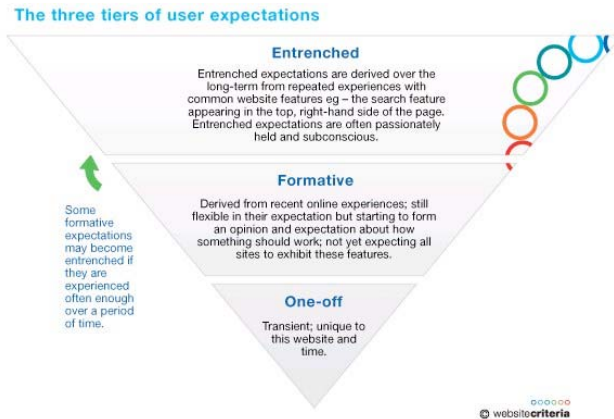 The three tiers of user expectations
Entrenched
Entrenched expectations are derived over the
long-term from repeated experiences with
common website features eg – the search feature
appearing in the top, right-hand side of the page.
Entrenched expectations are often passionately
held and subconscious.
Formative
Derived from recent online experiences; still
flexible in their expectation but starting to form
an opinion and expectation about how
something should work; not yet expecting all
sites to exhibit these features.
Some
formative
expectations
may become
entrenched if
they are
experienced
often enough
over a period
of time.
One-off
Transient; unique to
this website and
time.
© websitecriteria